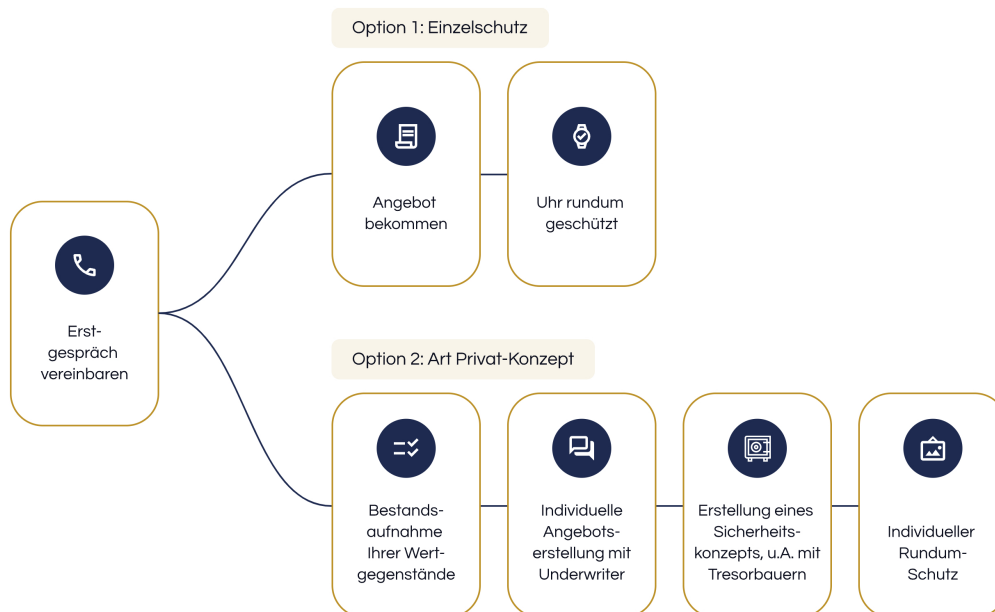 Option 1: Einzelschutz
Angebot
bekommen
Uhr rundum
geschützt
Erst-
gespräch
vereinbaren
Option 2: Art Privat-Konzept
Bestands-
aufnahme
Ihrer Wert-
gegenstände
Individuelle
Angebots-
erstellung mit
Underwriter
Erstellung eines
Sicherheits-
konzepts, u.A. mit
Tresorbauern
Individueller
Rundum-
Schutz